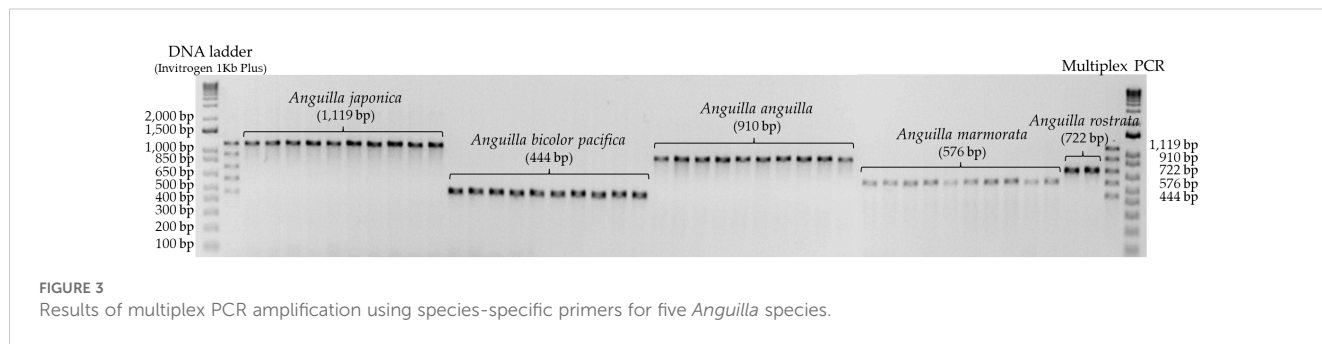 DNA ladder
(Invitrogen 1Kb Plus)
2,000 bp
1,500 bp
1,000 bp
850 bp
650 bp
500 bp
400 bp
300 bp
200 bp
100 bp
Anguilla japonica
(1,119 bp)
Anguilla bicolor pacifica
(444 bp)
Anguilla anguilla
(910 bp)
Anguilla marmorata
(576 bp)
Anguilla rostrata
(722 bp)
Multiplex PCR
1,119 bp
910 bp
722 bp
576 bp
444 bp
FIGURE 3
Results of multiplex PCR amplification using species-specific primers for five Anguilla species.